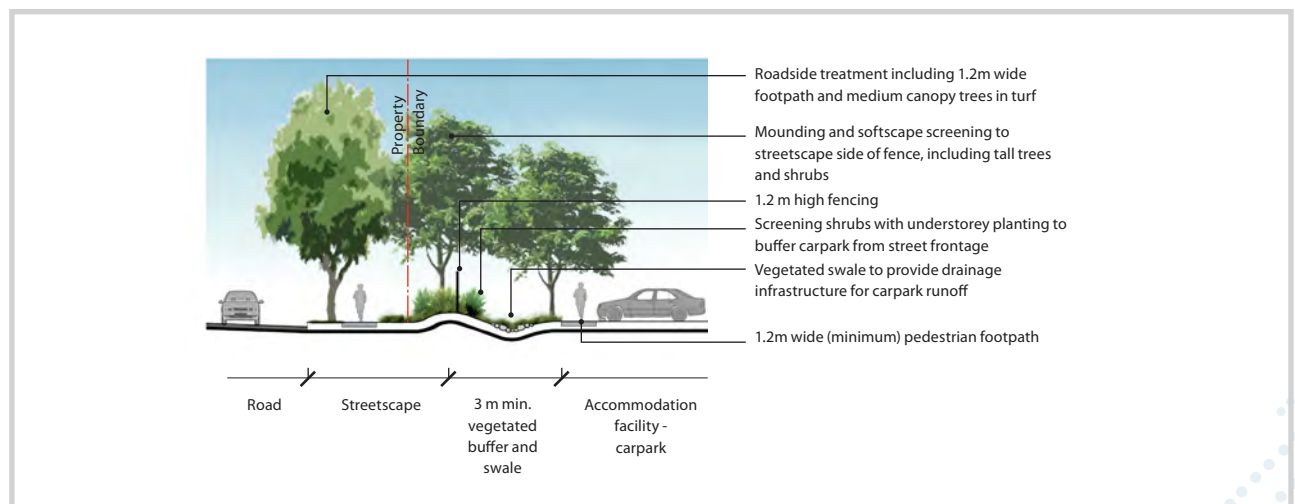 Property
Boundary
Roadside treatment including 1.2m wide
footpath and medium canopy trees in turf
Mounding and softscape screening to
streetscape side of fence, including tall trees
and shrubs
1.2 m high fencing
Screening shrubs with understorey planting to
buffer carpark from street frontage
Vegetated swale to provide drainage
infrastructure for carpark runoff
1.2m wide (minimum) pedestrian footpath
Road
Streetscape
3 m min.
vegetated
buffer and
swale
Accommodation
facility -
carpark